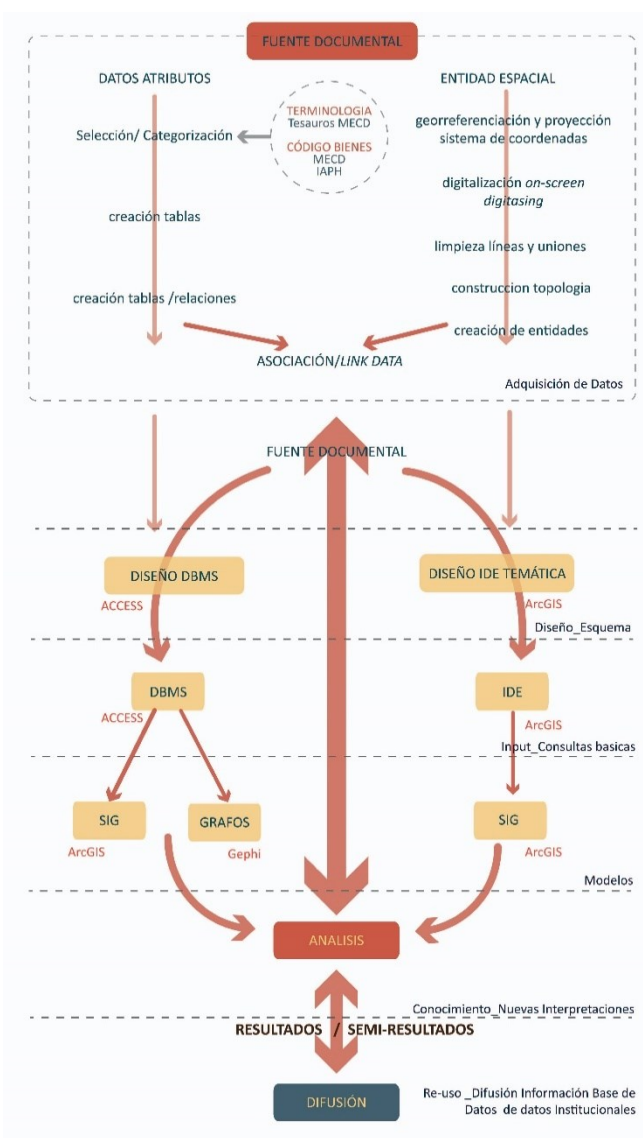 FUENTE DOCUMENTAL
DATOS ATRIBUTOS
ENTIDAD ESPACIAL
TERMINOLOGIA
Tesauros MECD
CÓDIGO BIENES
MECD
IAPH
Selección/ Categorización
georreferenciación y proyección
sistema de coordenadas
digitalización on-screen
digitasing
creación tablas
limpieza líneas y uniones
construccion topologia
creación tablas /relaciones
creación de entidades
ASOCIACIÓN/LINK DATA
Adquisición de Datos
FUENTE DOCUMENTAL
DISEÑO DBMS
ACCESS
DISEÑO IDE TEMÁTICA
ArcGIS
Diseño_Esquema
DBMS
ACCESS
IDE
ArcGIS
Input_Consultas basicas
SIG
ArcGIS
GRAFOS
Gephi
SIG
ArcGIS
Modelos
ANALISIS
Conocimiento_Nuevas Interpretaciones
RESULTADOS / SEMI-RESULTADOS
DIFUSIÓN
Re-uso _Difusión Información Base de
Datos de datos Institucionales